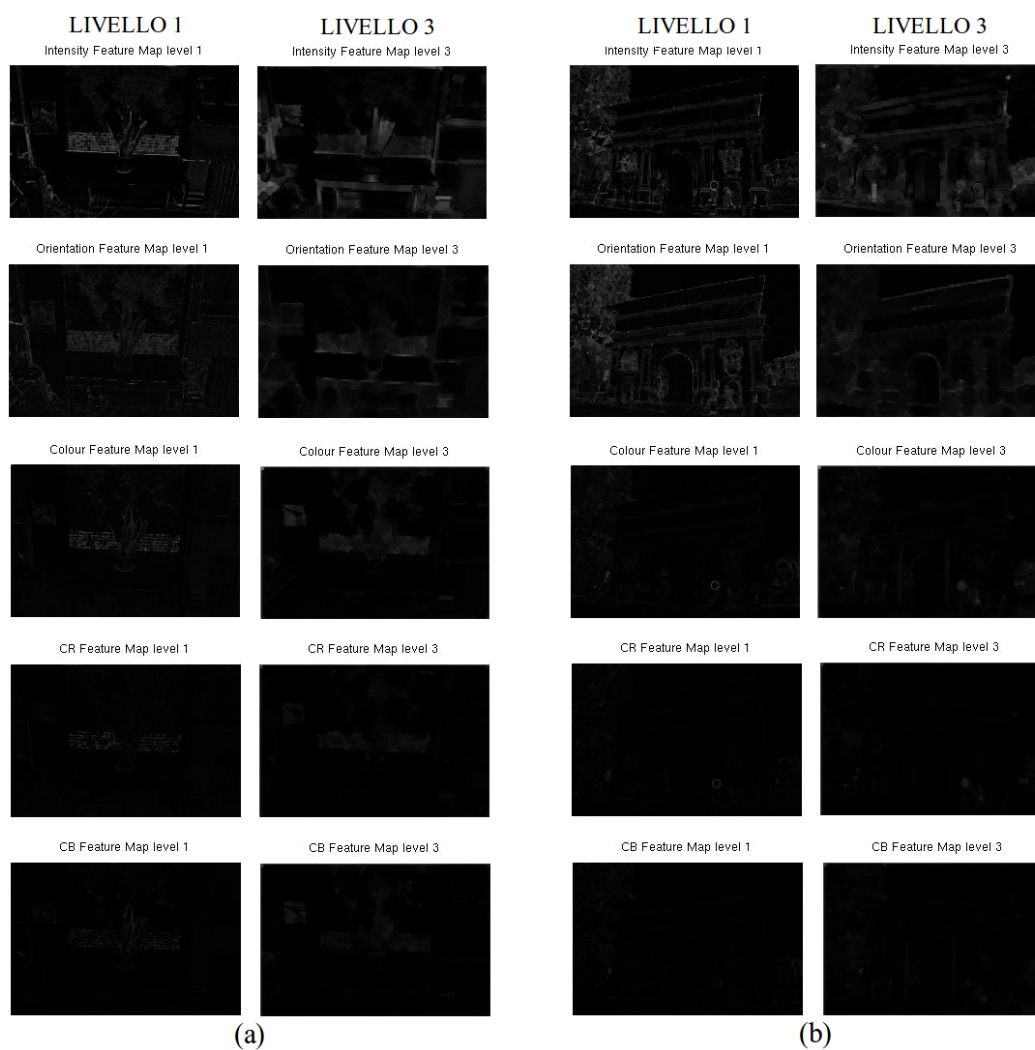 LIVELLO 1 LIVELLO 3 LIVELLO 1 LIVELLO 3
Intensity Feature Map level 1 Intensity Feature Map level 3 Intensity Feature Map level 1 Intensity Feature Map level 3
Orientation Feature Map level 1 Orientation Feature Map level 3 Orientation Feature Map level 1 Orientation Feature Map level 3
Colour Feature Map level 1 Colour Feature Map level 3 Colour Feature Map level 1 Colour Feature Map level 3
CR Feature Map level 1 CR Feature Map level 3 CR Feature Map level 1 CR Feature Map level 3
CB Feature Map level 1 CB Feature Map level 3 CB Feature Map level 1 CB Feature Map level 3
(a) (b)